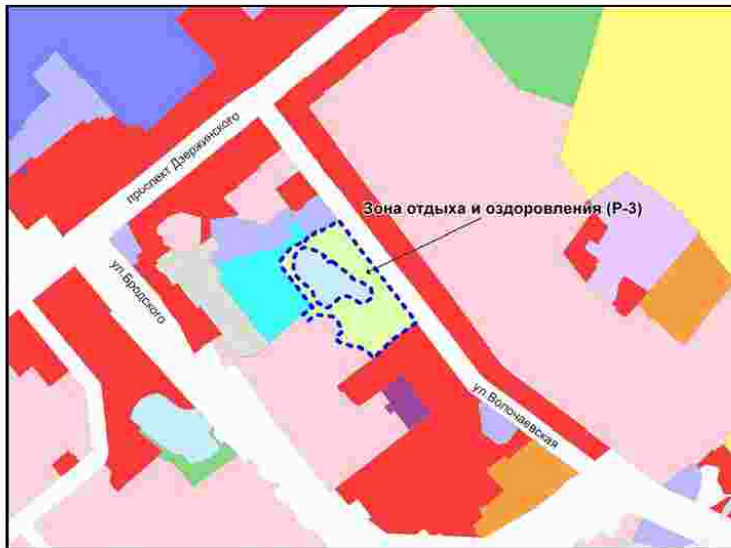 проспект Дзержинского
Зона отдыха и оздоровления (Р-3)
ул.Бродского
ул.Волочаевская